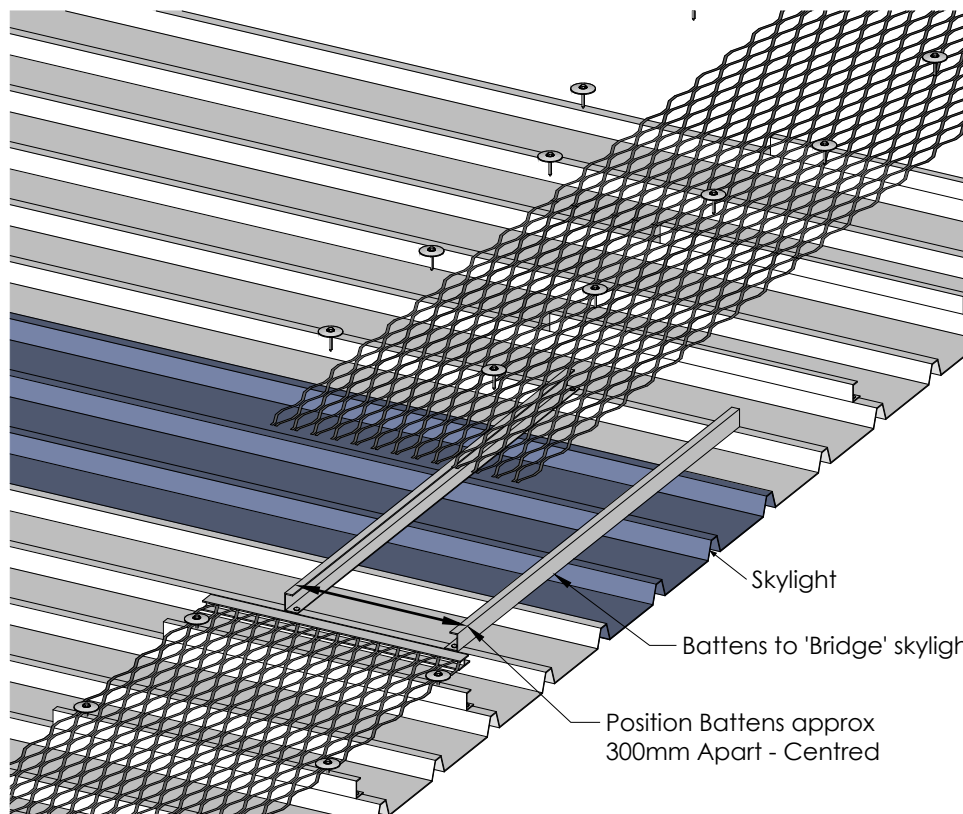 Skylight
Battens to 'Bridge' skyligh
Position Battens approx
300mm Apart - Centred